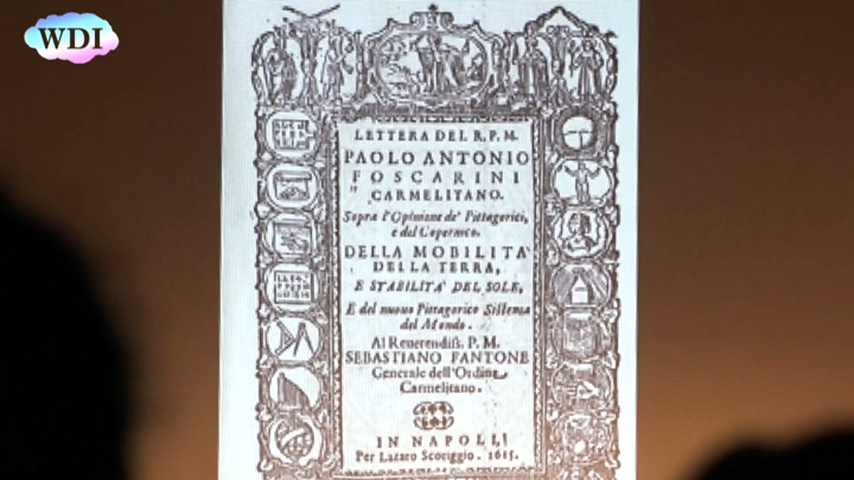 WDI
LETTERA DEL R. P. M.
PAOLO ANTONIO
FOSCARINI
CARMELITANO.
Sopra l'Opinione de' Pittagorici,
e del Copernico.
DELLA MOBILITA'
DELLA TERRA,
E STABILITA' DEL SOLE,
E del nuouo Pittagorico Sistema
del Mondo.
Al Reuerendiss. P. M.
SEBASTIANO FANTONE
Generale dell'Ordine
Carmelitano.
IN NAPOLI
Per Lazaro Scoriggio. 1615.